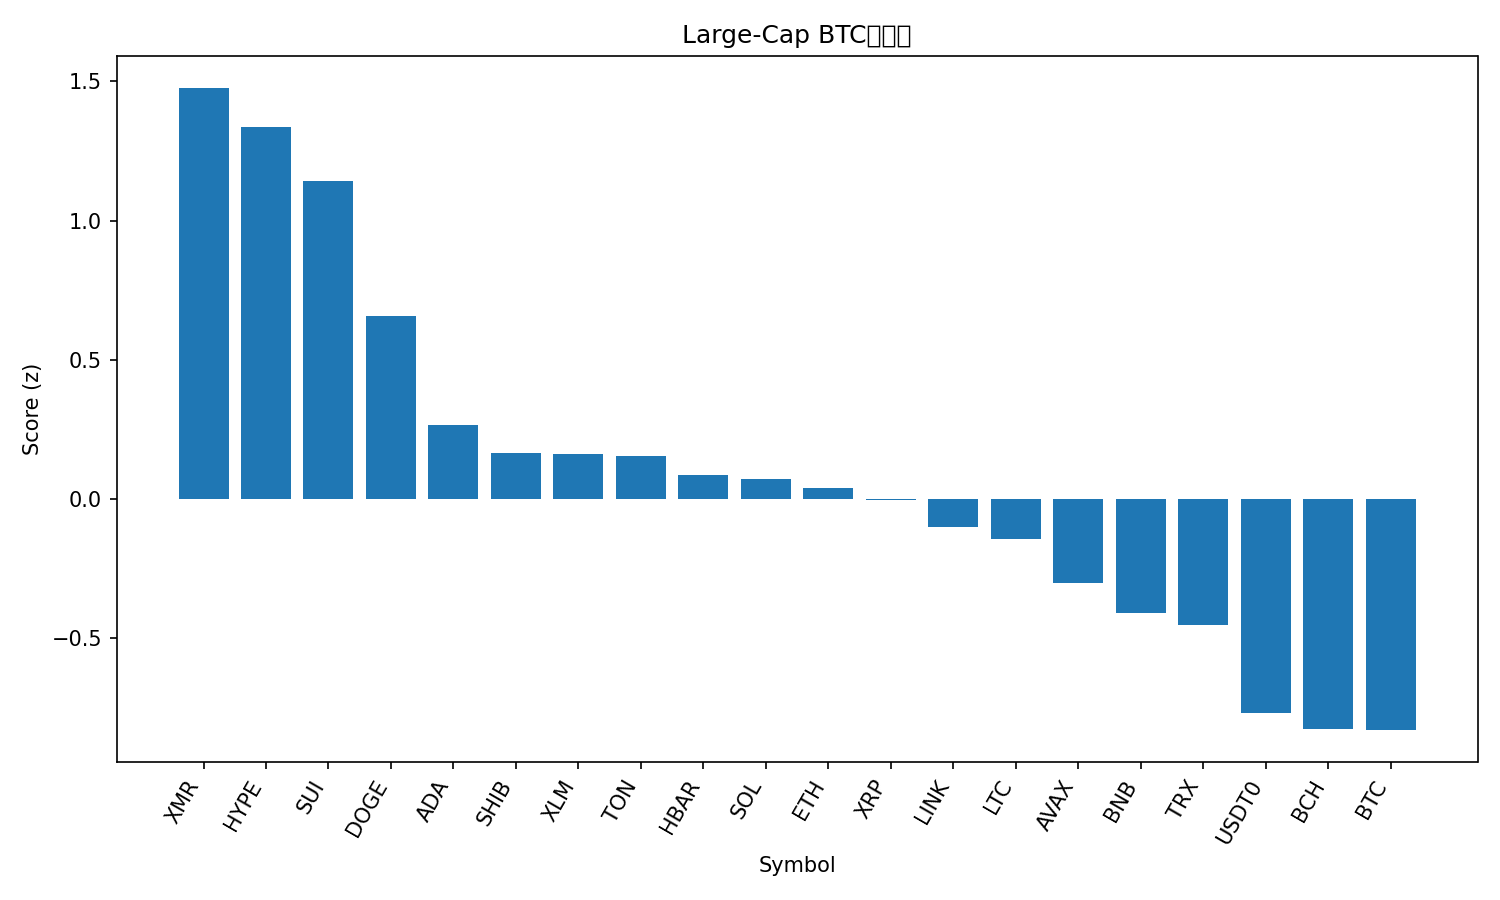 Large-Cap BTC
1.5
1.0
0.5
0.0
−0.5
Score (z)
XMR
HYPE
SUI
DOGE
ADA
SHIB
XLM
TON
HBAR
SOL
ETH
XRP
LINK
LTC
AVAX
BNB
TRX
USDT0
BCH
BTC
Symbol